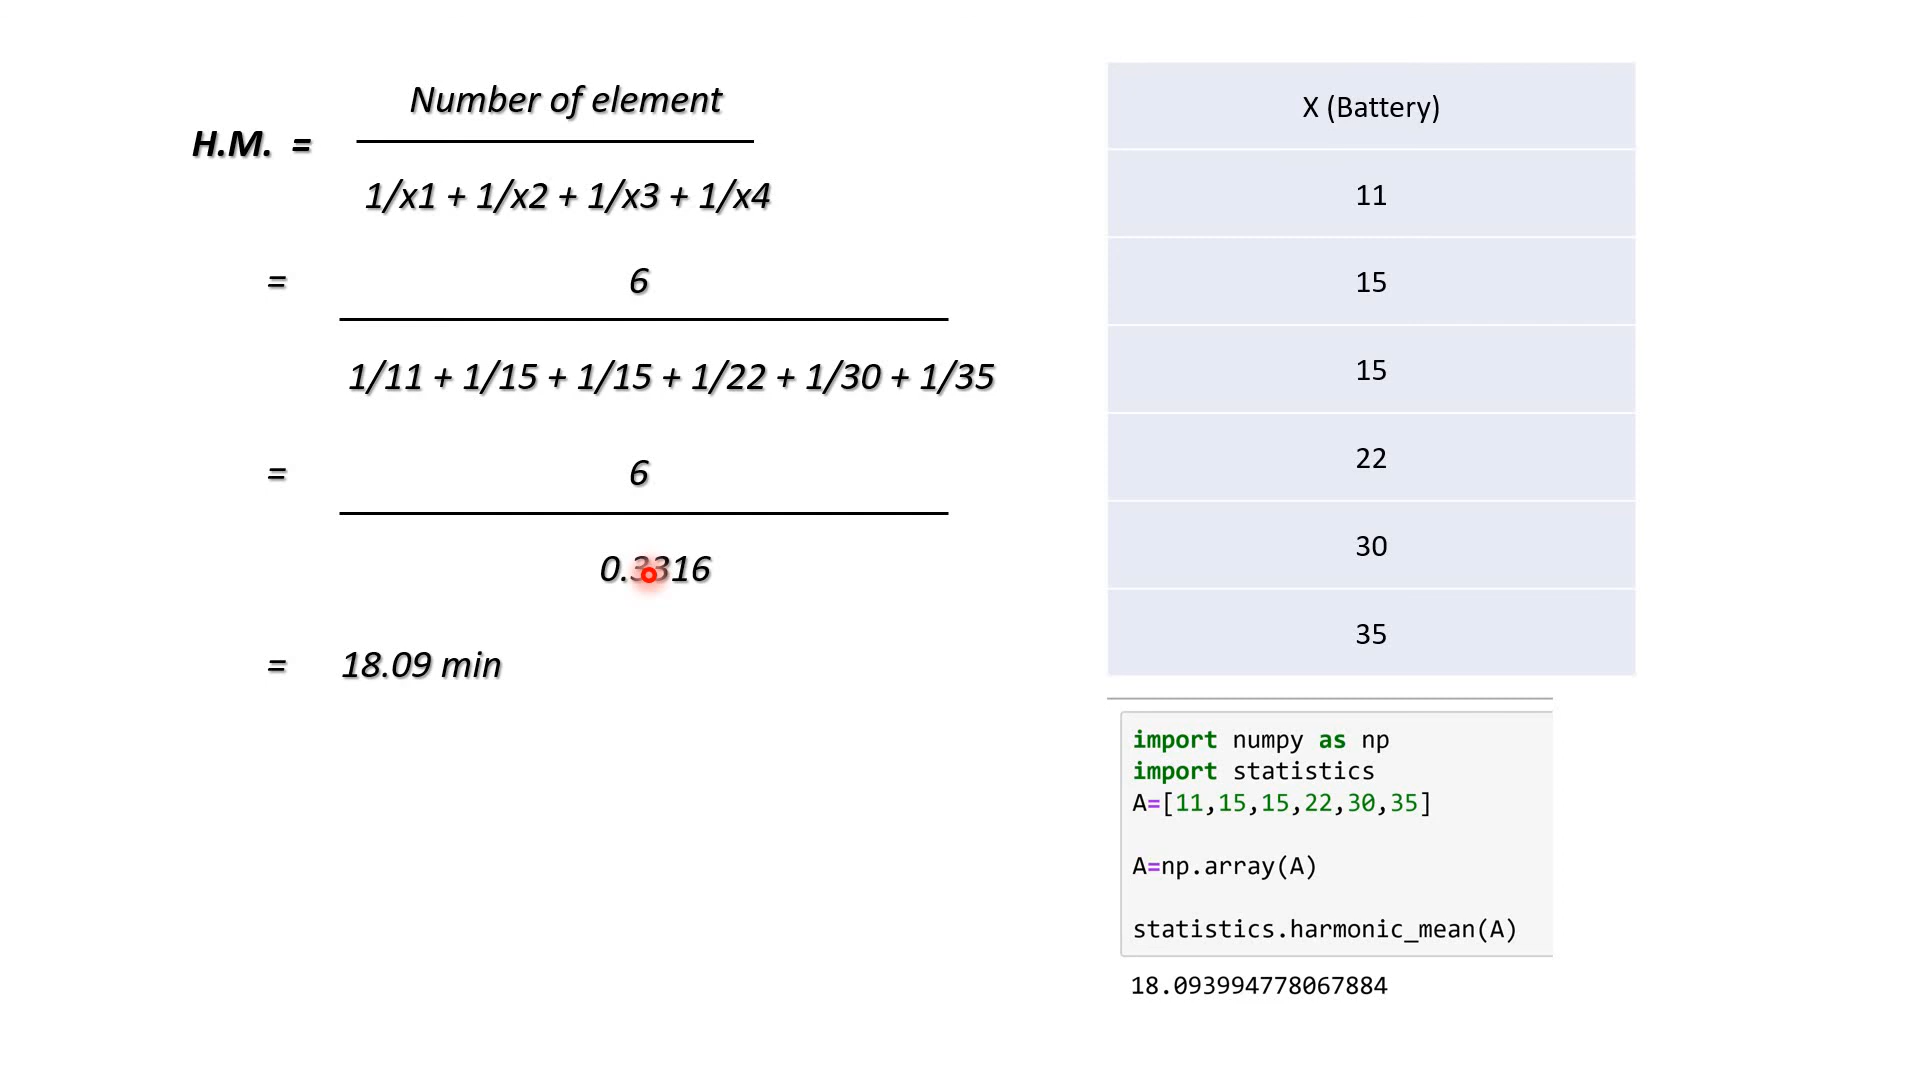 Number of element
H.M. =
1/x1 + 1/x2 + 1/x3 + 1/x4
= 6
1/11 + 1/15 + 1/15 + 1/22 + 1/30 + 1/35
= 6
0.3316
= 18.09 min
X (Battery)
11
15
15
22
30
35
import numpy as np
import statistics
A=[11,15,15,22,30,35]
A=np.array(A)
statistics.harmonic_mean(A)
18.093994778067884